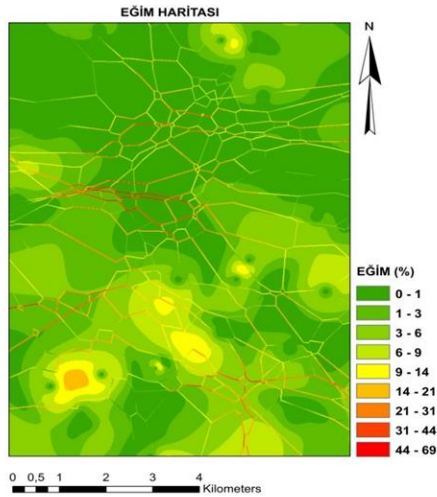 EĞİM HARİTASI
N
EĞİM (%)
0 - 1
1 - 3
3 - 6
6 - 9
9 - 14
14 - 21
21 - 31
31 - 44
44 - 69
0 0,5 1 2 3 4
Kilometers